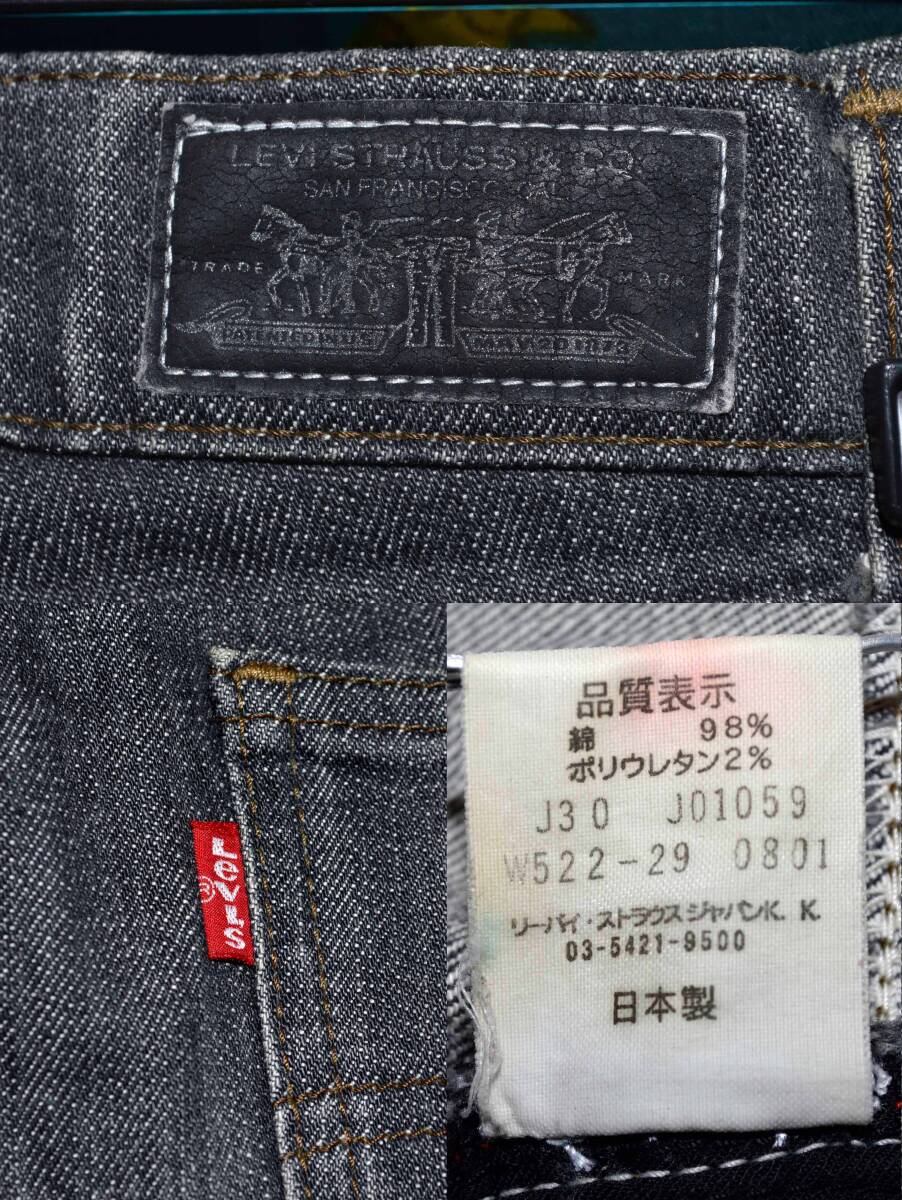 LEVI STRAUSS & CO.
SAN FRANCISCO CAL.
TRADE MARK
LEVI'S
®
品質表示
綿 98%
ポリウレタン2%
J30 J01059
W522-29 0801
リーバイ・ストラウスジャパンK.K.
03-5421-9500
日本製